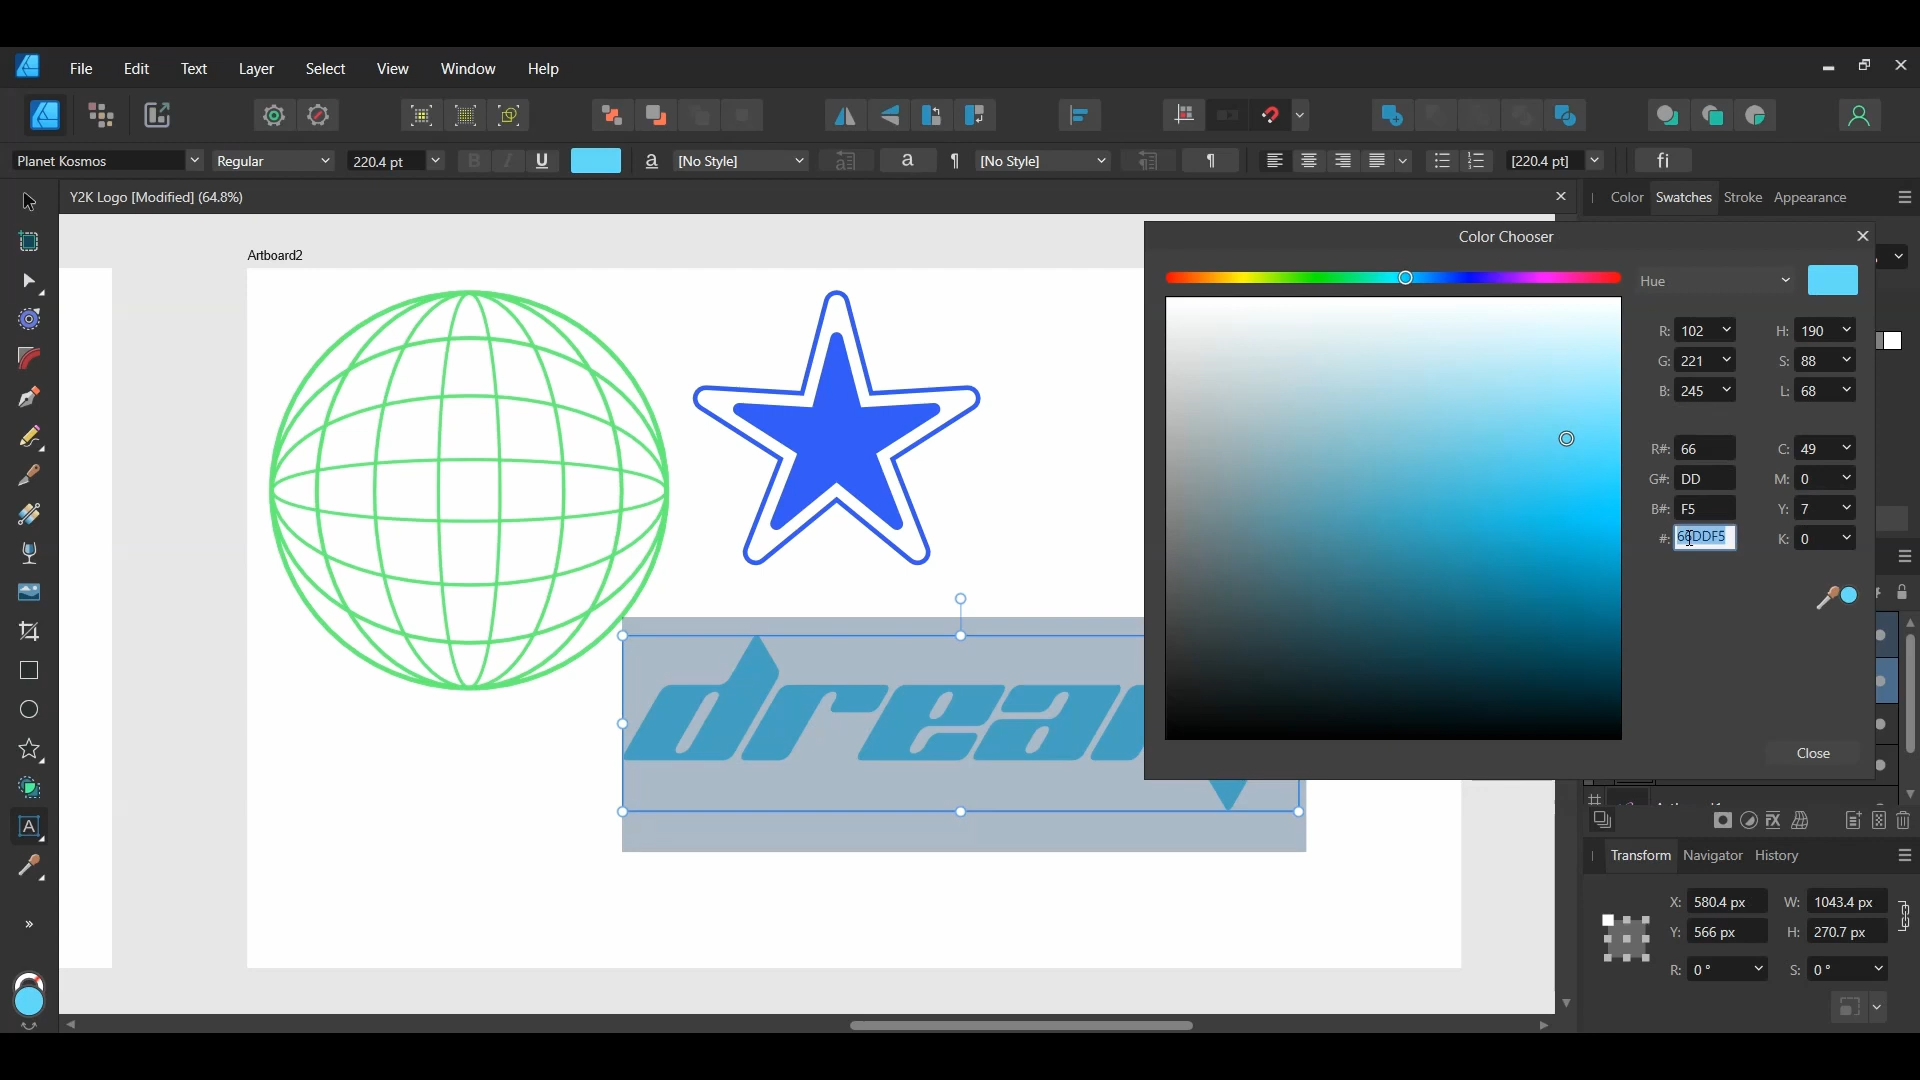 File Edit Text Layer Select View Window Help
Planet Kosmos Regular 220.4 pt B I U a [No Style] a ¶ [No Style] ¶ [220.4 pt] fi
Y2K Logo [Modified] (64.8%)
Color Swatches Stroke Appearance
Color Chooser
Artboard2
Hue
R: 102 H: 190
G: 221 S: 88
B: 245 L: 68
R#: 66 C: 49
G#: DD M: 0
B#: F5 Y: 7
#: 66DDF5 K: 0
Close
A
Transform Navigator History
X: 580.4 px W: 1043.4 px
Y: 566 px H: 270.7 px
R: 0 ° S: 0 °